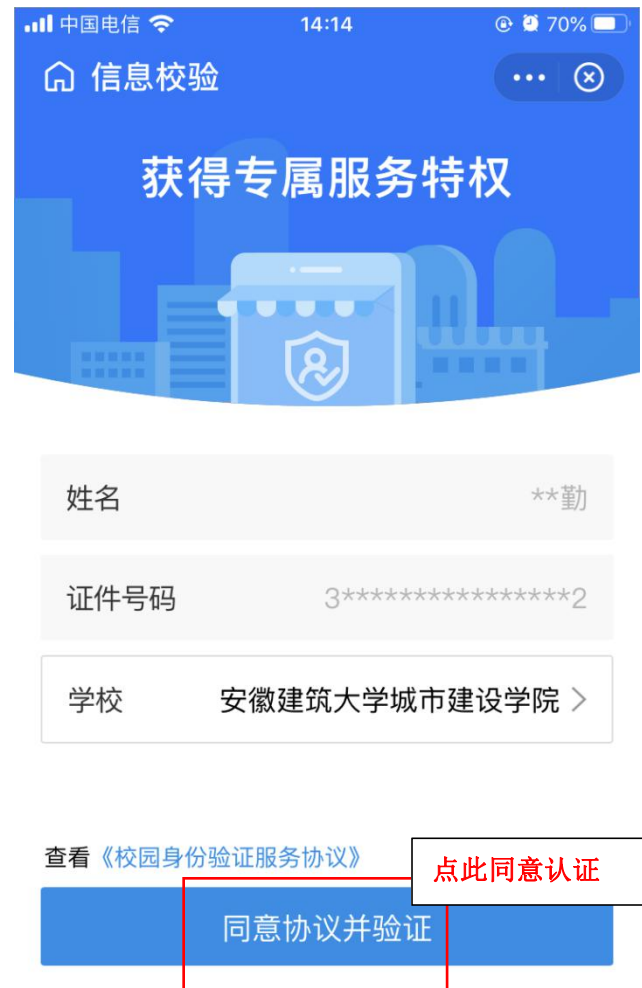 中国电信 14:14 70%
信息校验
获得专属服务特权
姓名 **勤
证件号码 3****************2
学校 安徽建筑大学城市建设学院
查看《校园身份验证服务协议》
点此同意认证
同意协议并验证